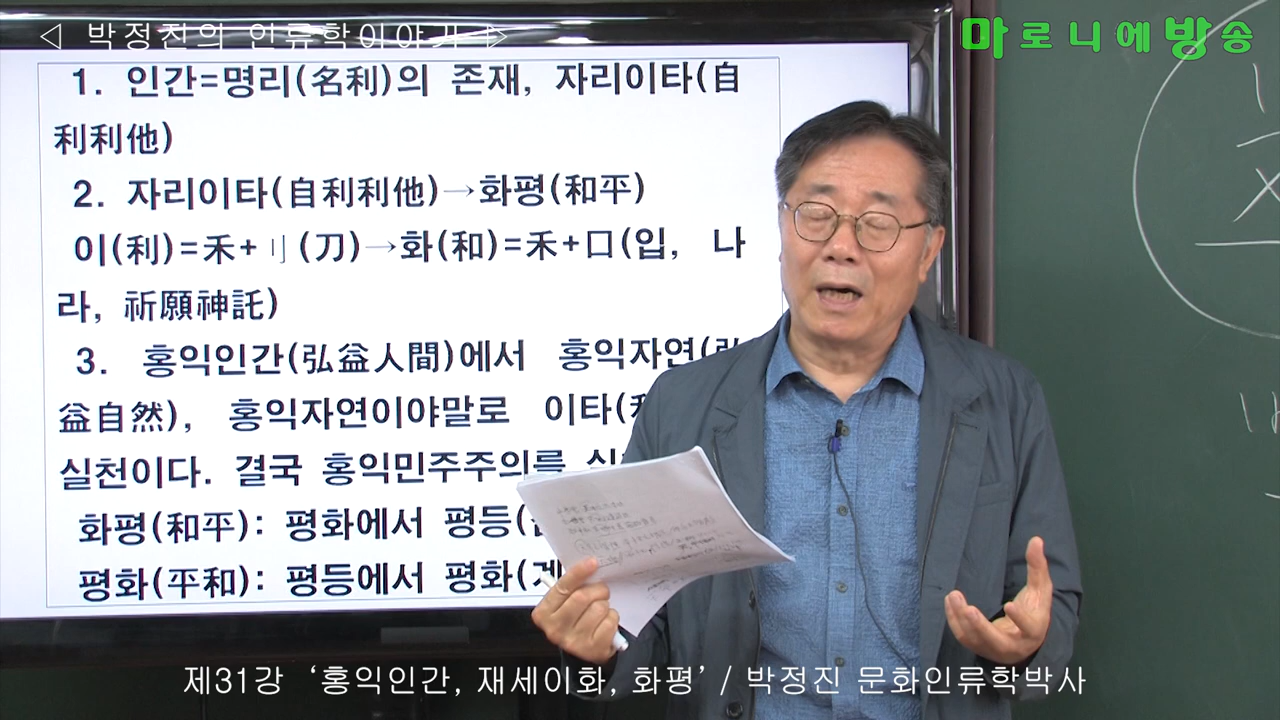 ◁ 박정진의 인류학이야기 ▷
마로니에방송
1. 인간=명리(名利)의 존재, 자리이타(自
利利他)
2. 자리이타(自利利他)→화평(和平)
이(利)=禾+刂(刀)→화(和)=禾+口(입, 나
라, 祈願神託)
3. 홍익인간(弘益人間)에서 홍익자연(弘
益自然), 홍익자연이야말로 이타(
실천이다. 결국 홍익민주주의를
화평(和平): 평화에서 평등(
평화(平和): 평등에서 평화(
제31강 ‘홍익인간, 재세이화, 화평’ / 박정진 문화인류학박사